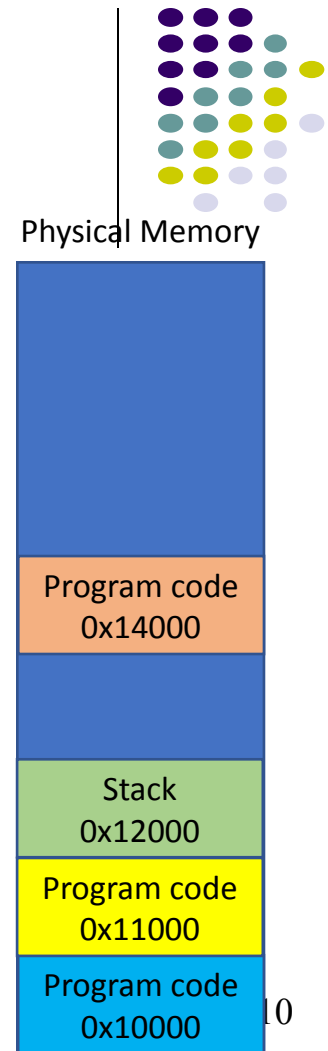 Physical Memory
Program code
0x14000
Stack
0x12000
Program code
0x11000
Program code
0x10000
10